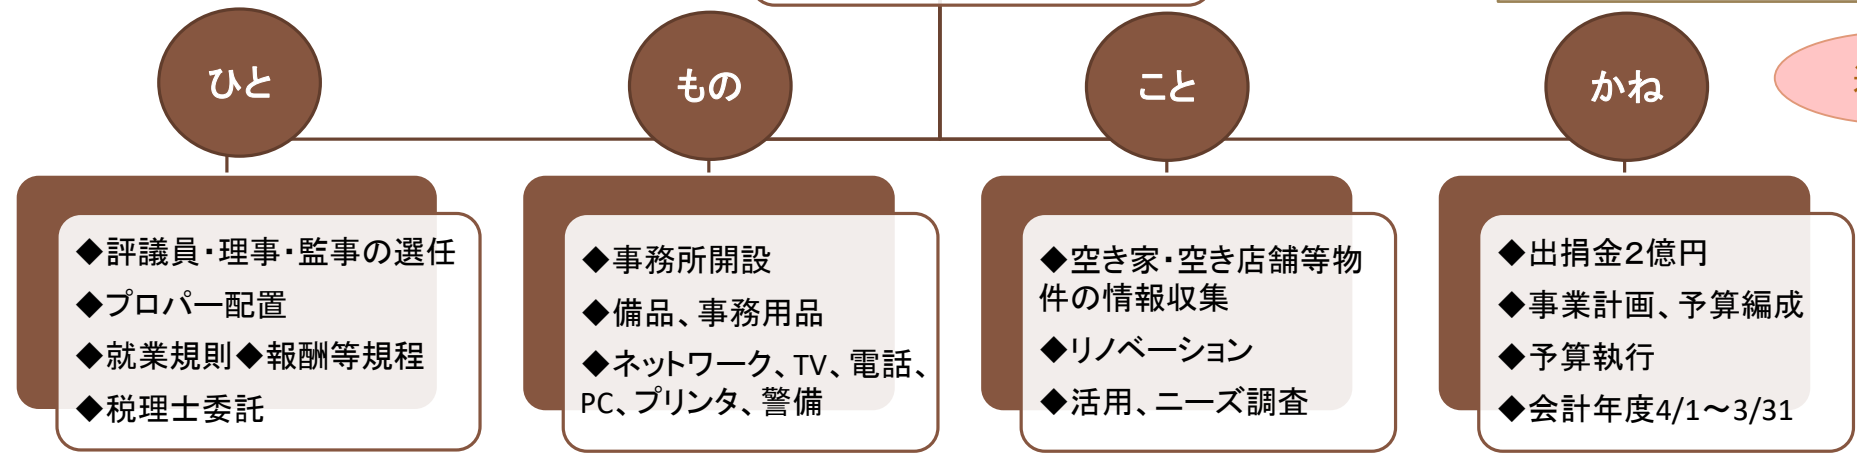 ひと
◆評議員・理事・監事の選任
◆プロパー配置
◆就業規則◆報酬等規程
◆税理士委託
もの
◆事務所開設
◆備品、事務用品
◆ネットワーク、TV、電話、
PC、プリンタ、警備
こと
◆空き家・空き店舗等物
件の情報収集
◆リノベーション
◆活用、ニーズ調査
かね
◆出捐金２億円
◆事業計画、予算編成
◆予算執行
◆会計年度4/1～3/31